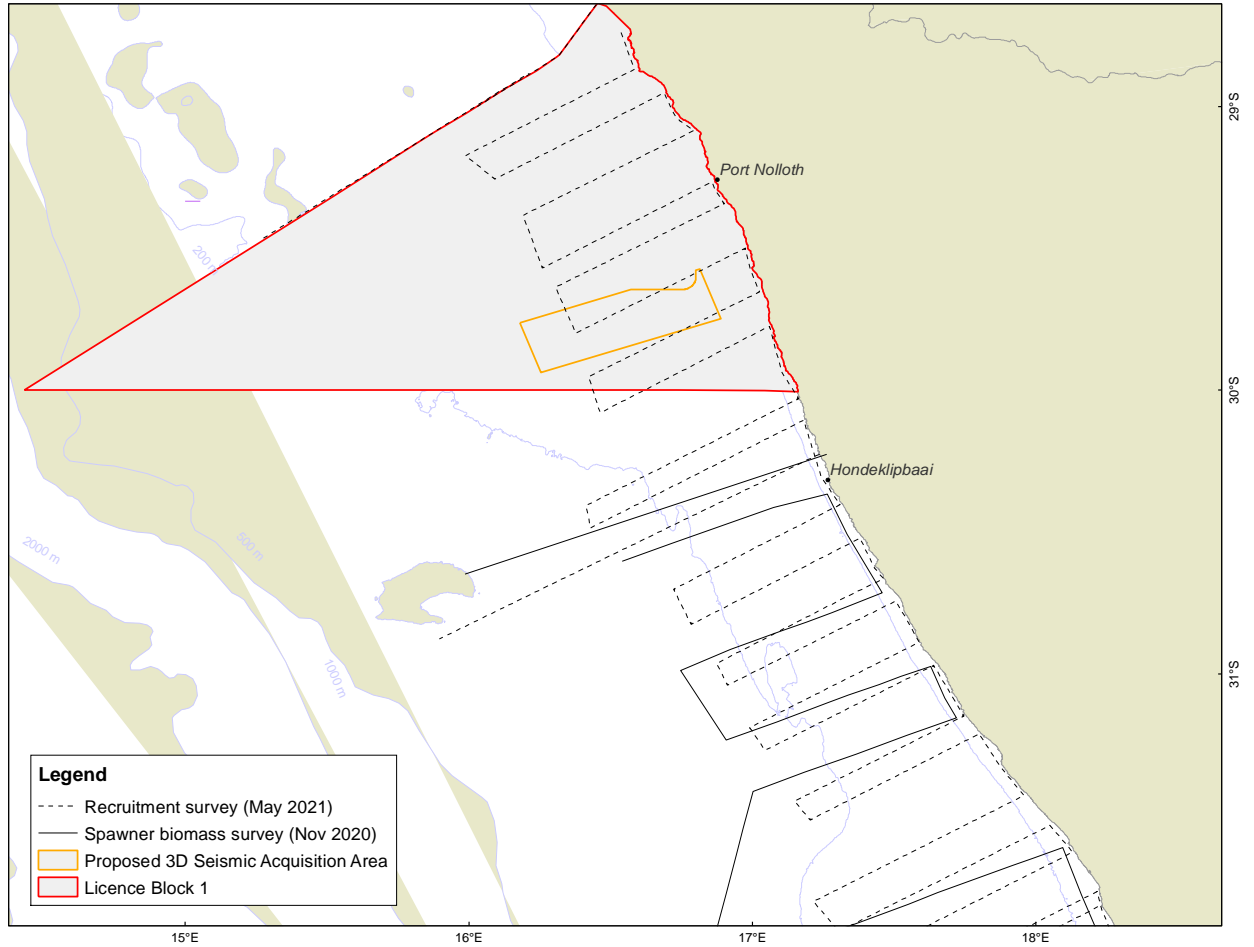 29°S
Port Nolloth
200 m
30°S
Hondeklipbaai
2000 m
500 m
1000 m
31°S
Legend
Recruitment survey (May 2021)
Spawner biomass survey (Nov 2020)
Proposed 3D Seismic Acquisition Area
Licence Block 1
15°E
16°E
17°E
18°E